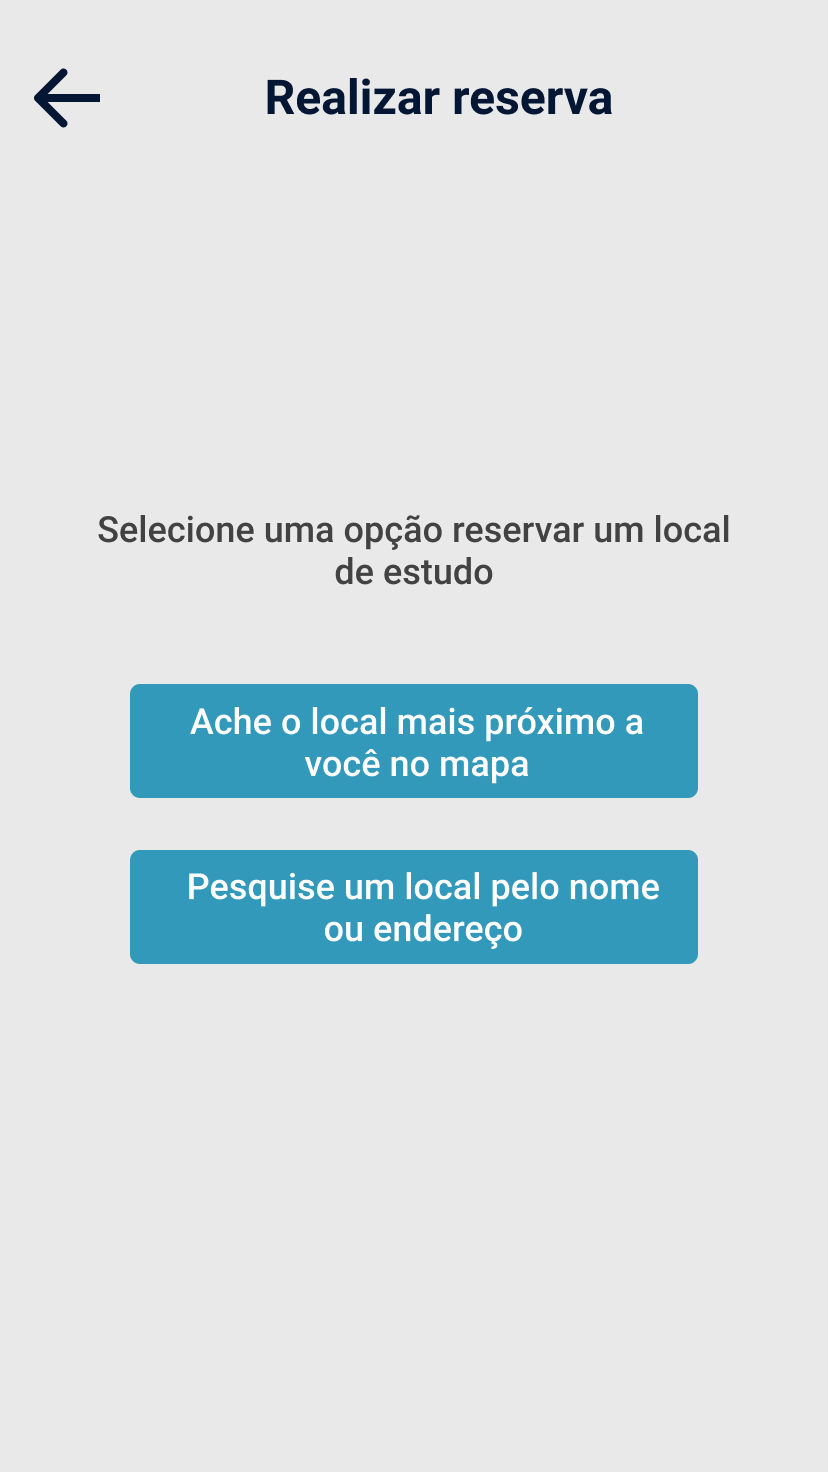 Realizar reserva
Selecione uma opção reservar um local
de estudo
Ache o local mais próximo a
você no mapa
Pesquise um local pelo nome
ou endereço